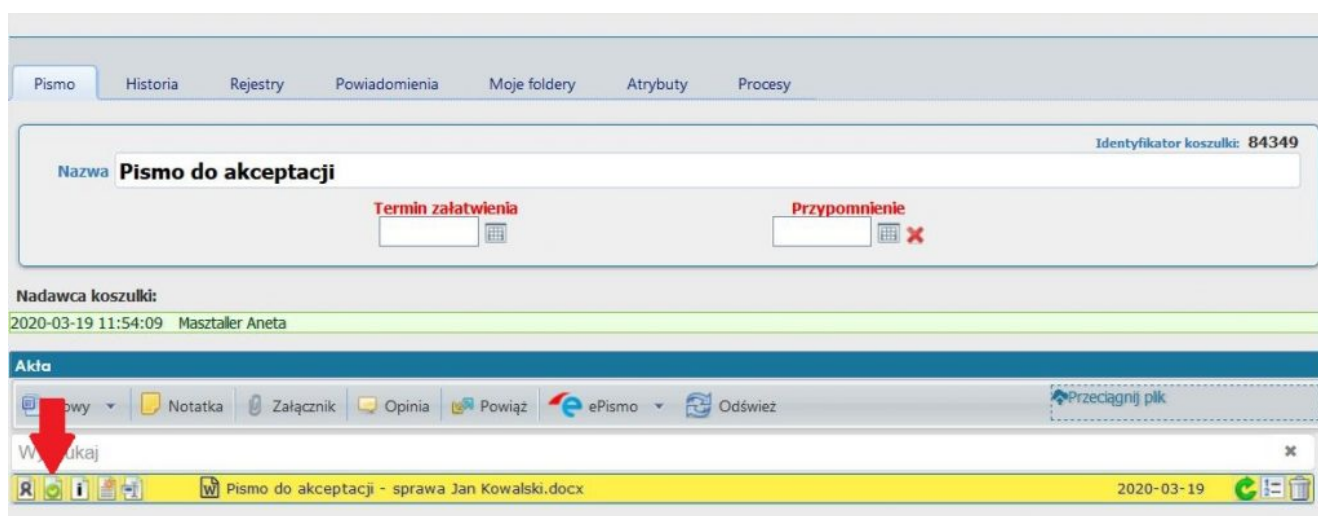 Pismo Historia Rejestry Powiadomienia Moje foldery Atrybuty Procesy
Identyfikator koszulki: 84349
Nazwa Pismo do akceptacji
Termin załatwienia Przypomnienie
Nadawca koszulki:
2020-03-19 11:54:09 Masztaler Aneta
Akta
Notatka Załącznik Opinia Powiąż ePismo Odśwież Przeciągnij plik
Pismo do akceptacji - sprawa Jan Kowalski.docx 2020-03-19